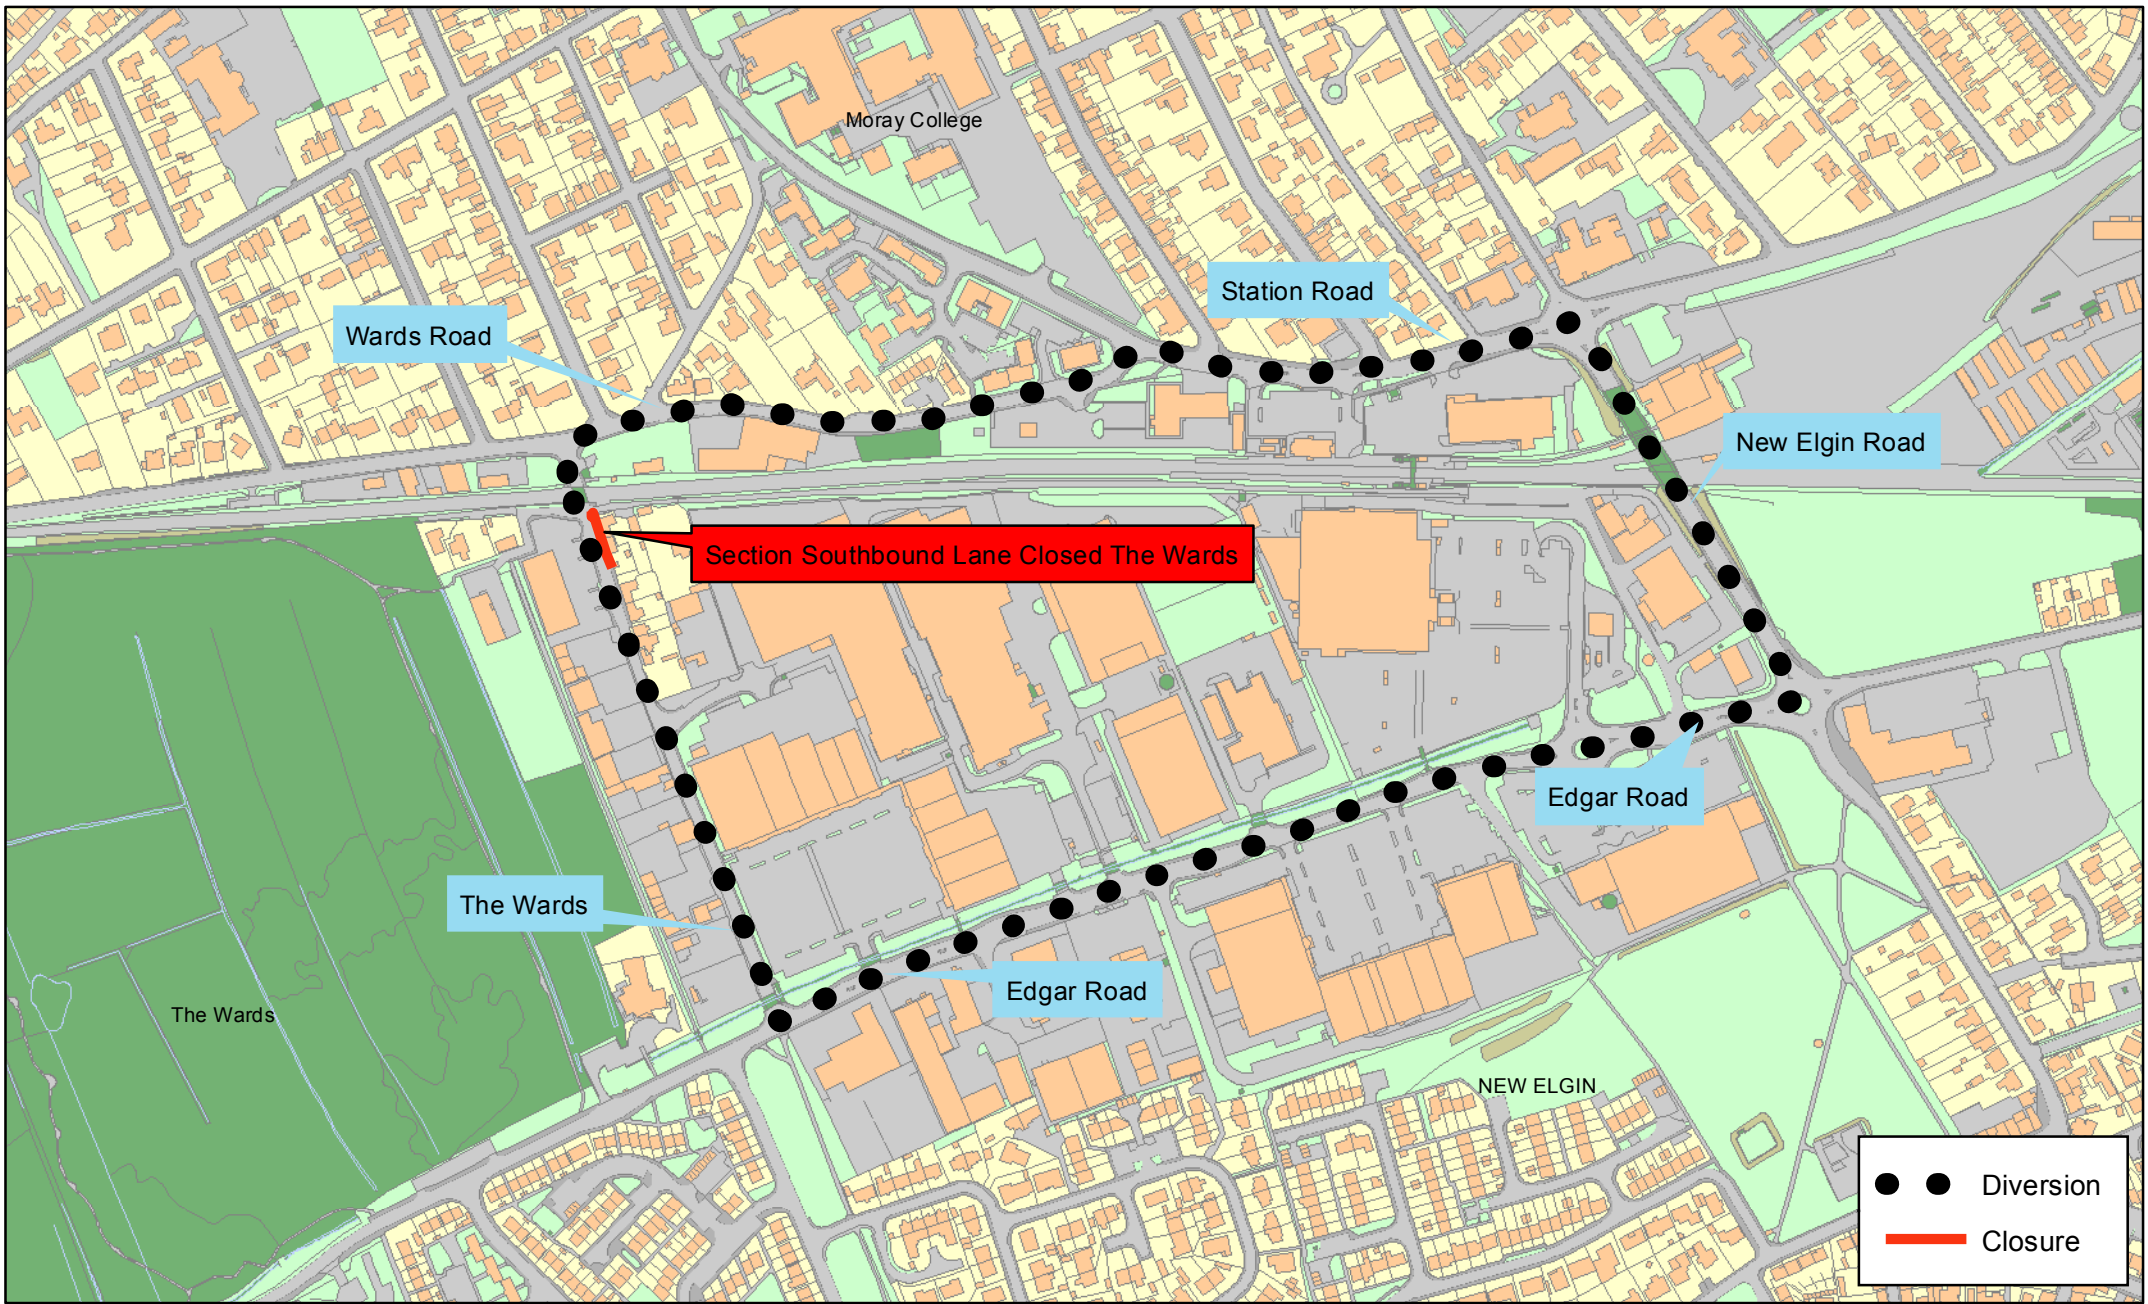 Moray College
Station Road
Wards Road
New Elgin Road
Section Southbound Lane Closed The Wards
Edgar Road
The Wards
Edgar Road
The Wards
NEW ELGIN
Diversion
Closure